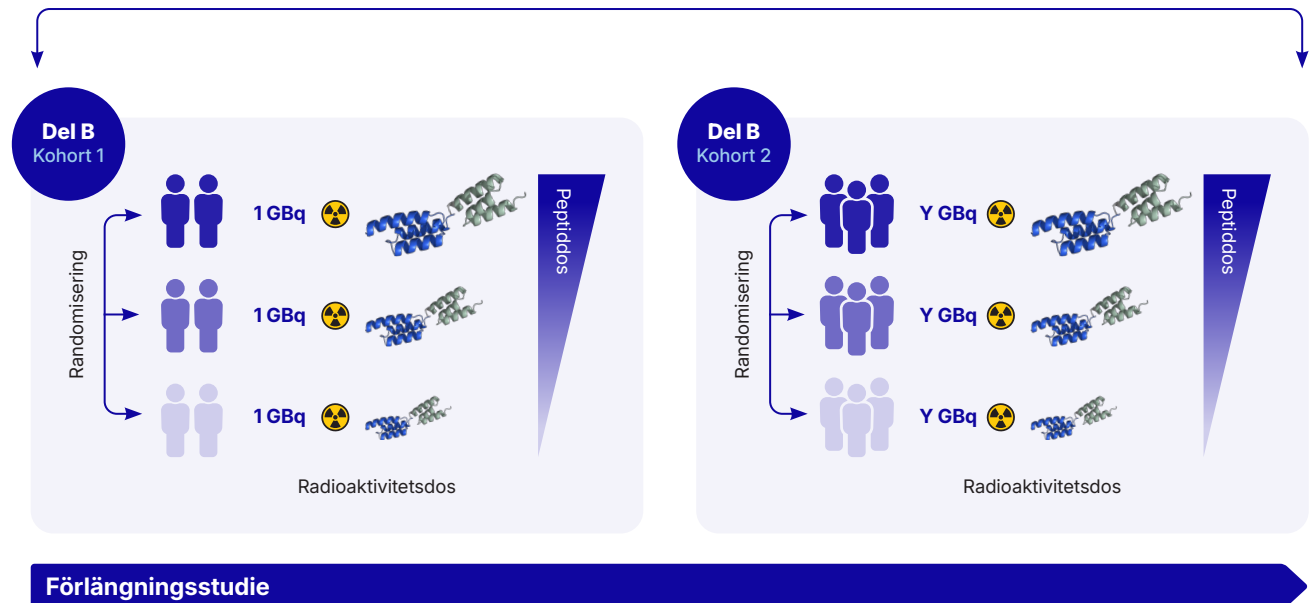 Del B
Kohort 1
Randomisering
1 GBq
1 GBq
1 GBq
Peptiddos
Radioaktivitetsdos
Del B
Kohort 2
Randomisering
Y GBq
Y GBq
Y GBq
Peptiddos
Radioaktivitetsdos
Förlängningsstudie